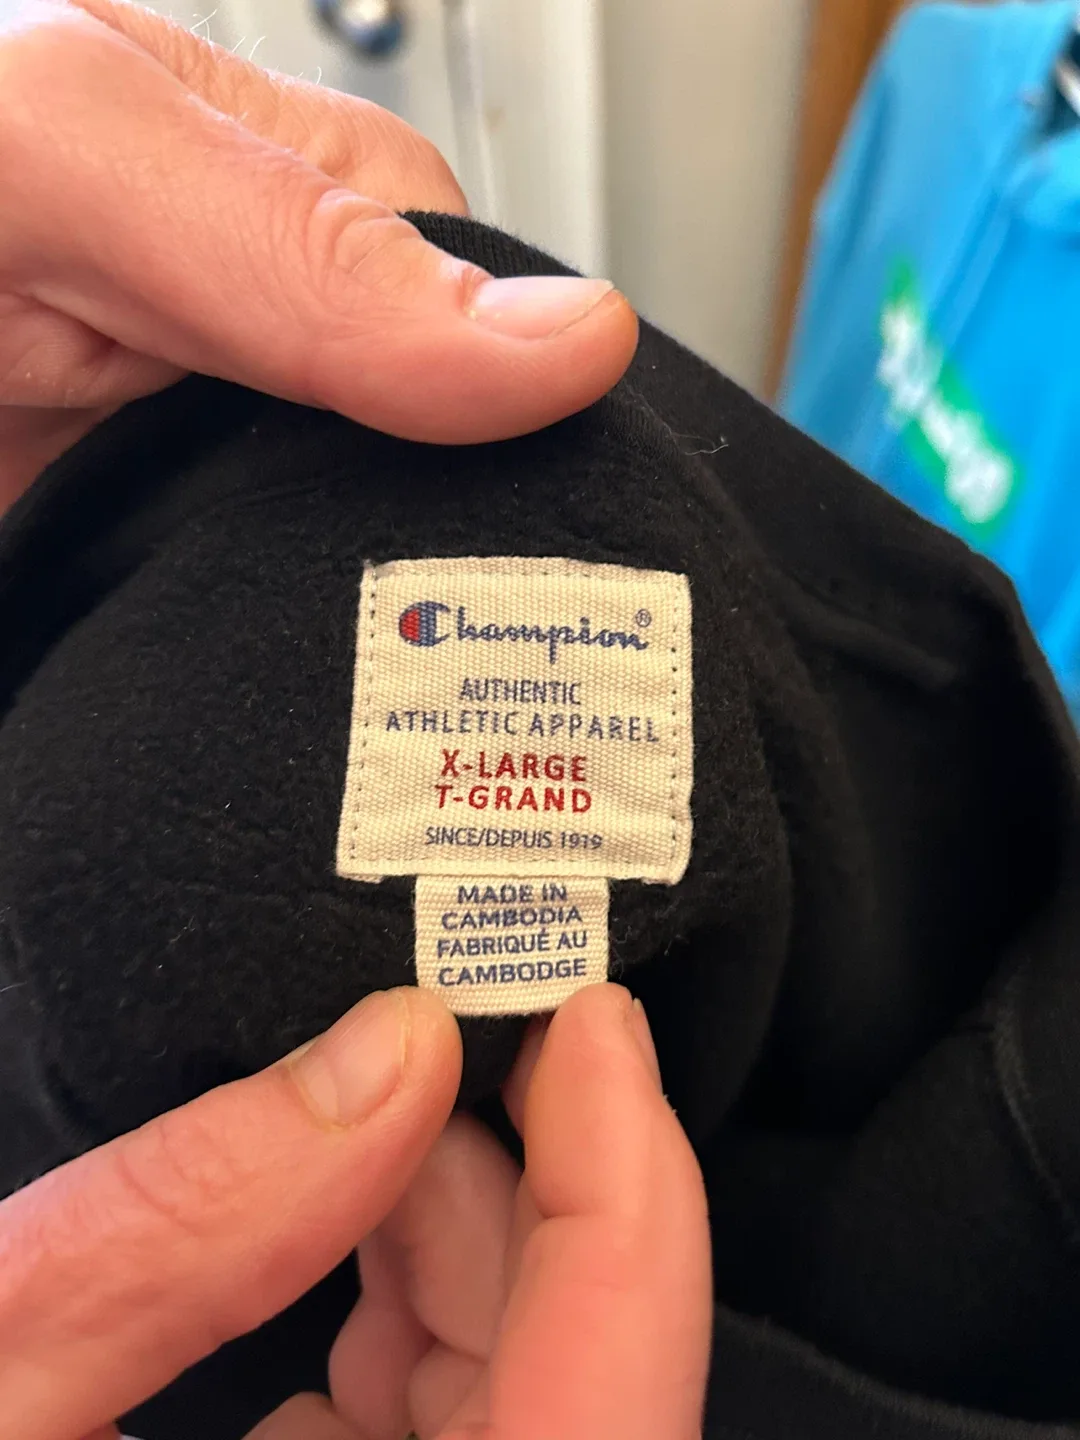 Champion®
AUTHENTIC
ATHLETIC APPAREL
X-LARGE
T-GRAND
SINCE/DEPUIS 1919
MADE IN
CAMBODIA
FABRIQUÉ AU
CAMBODGE